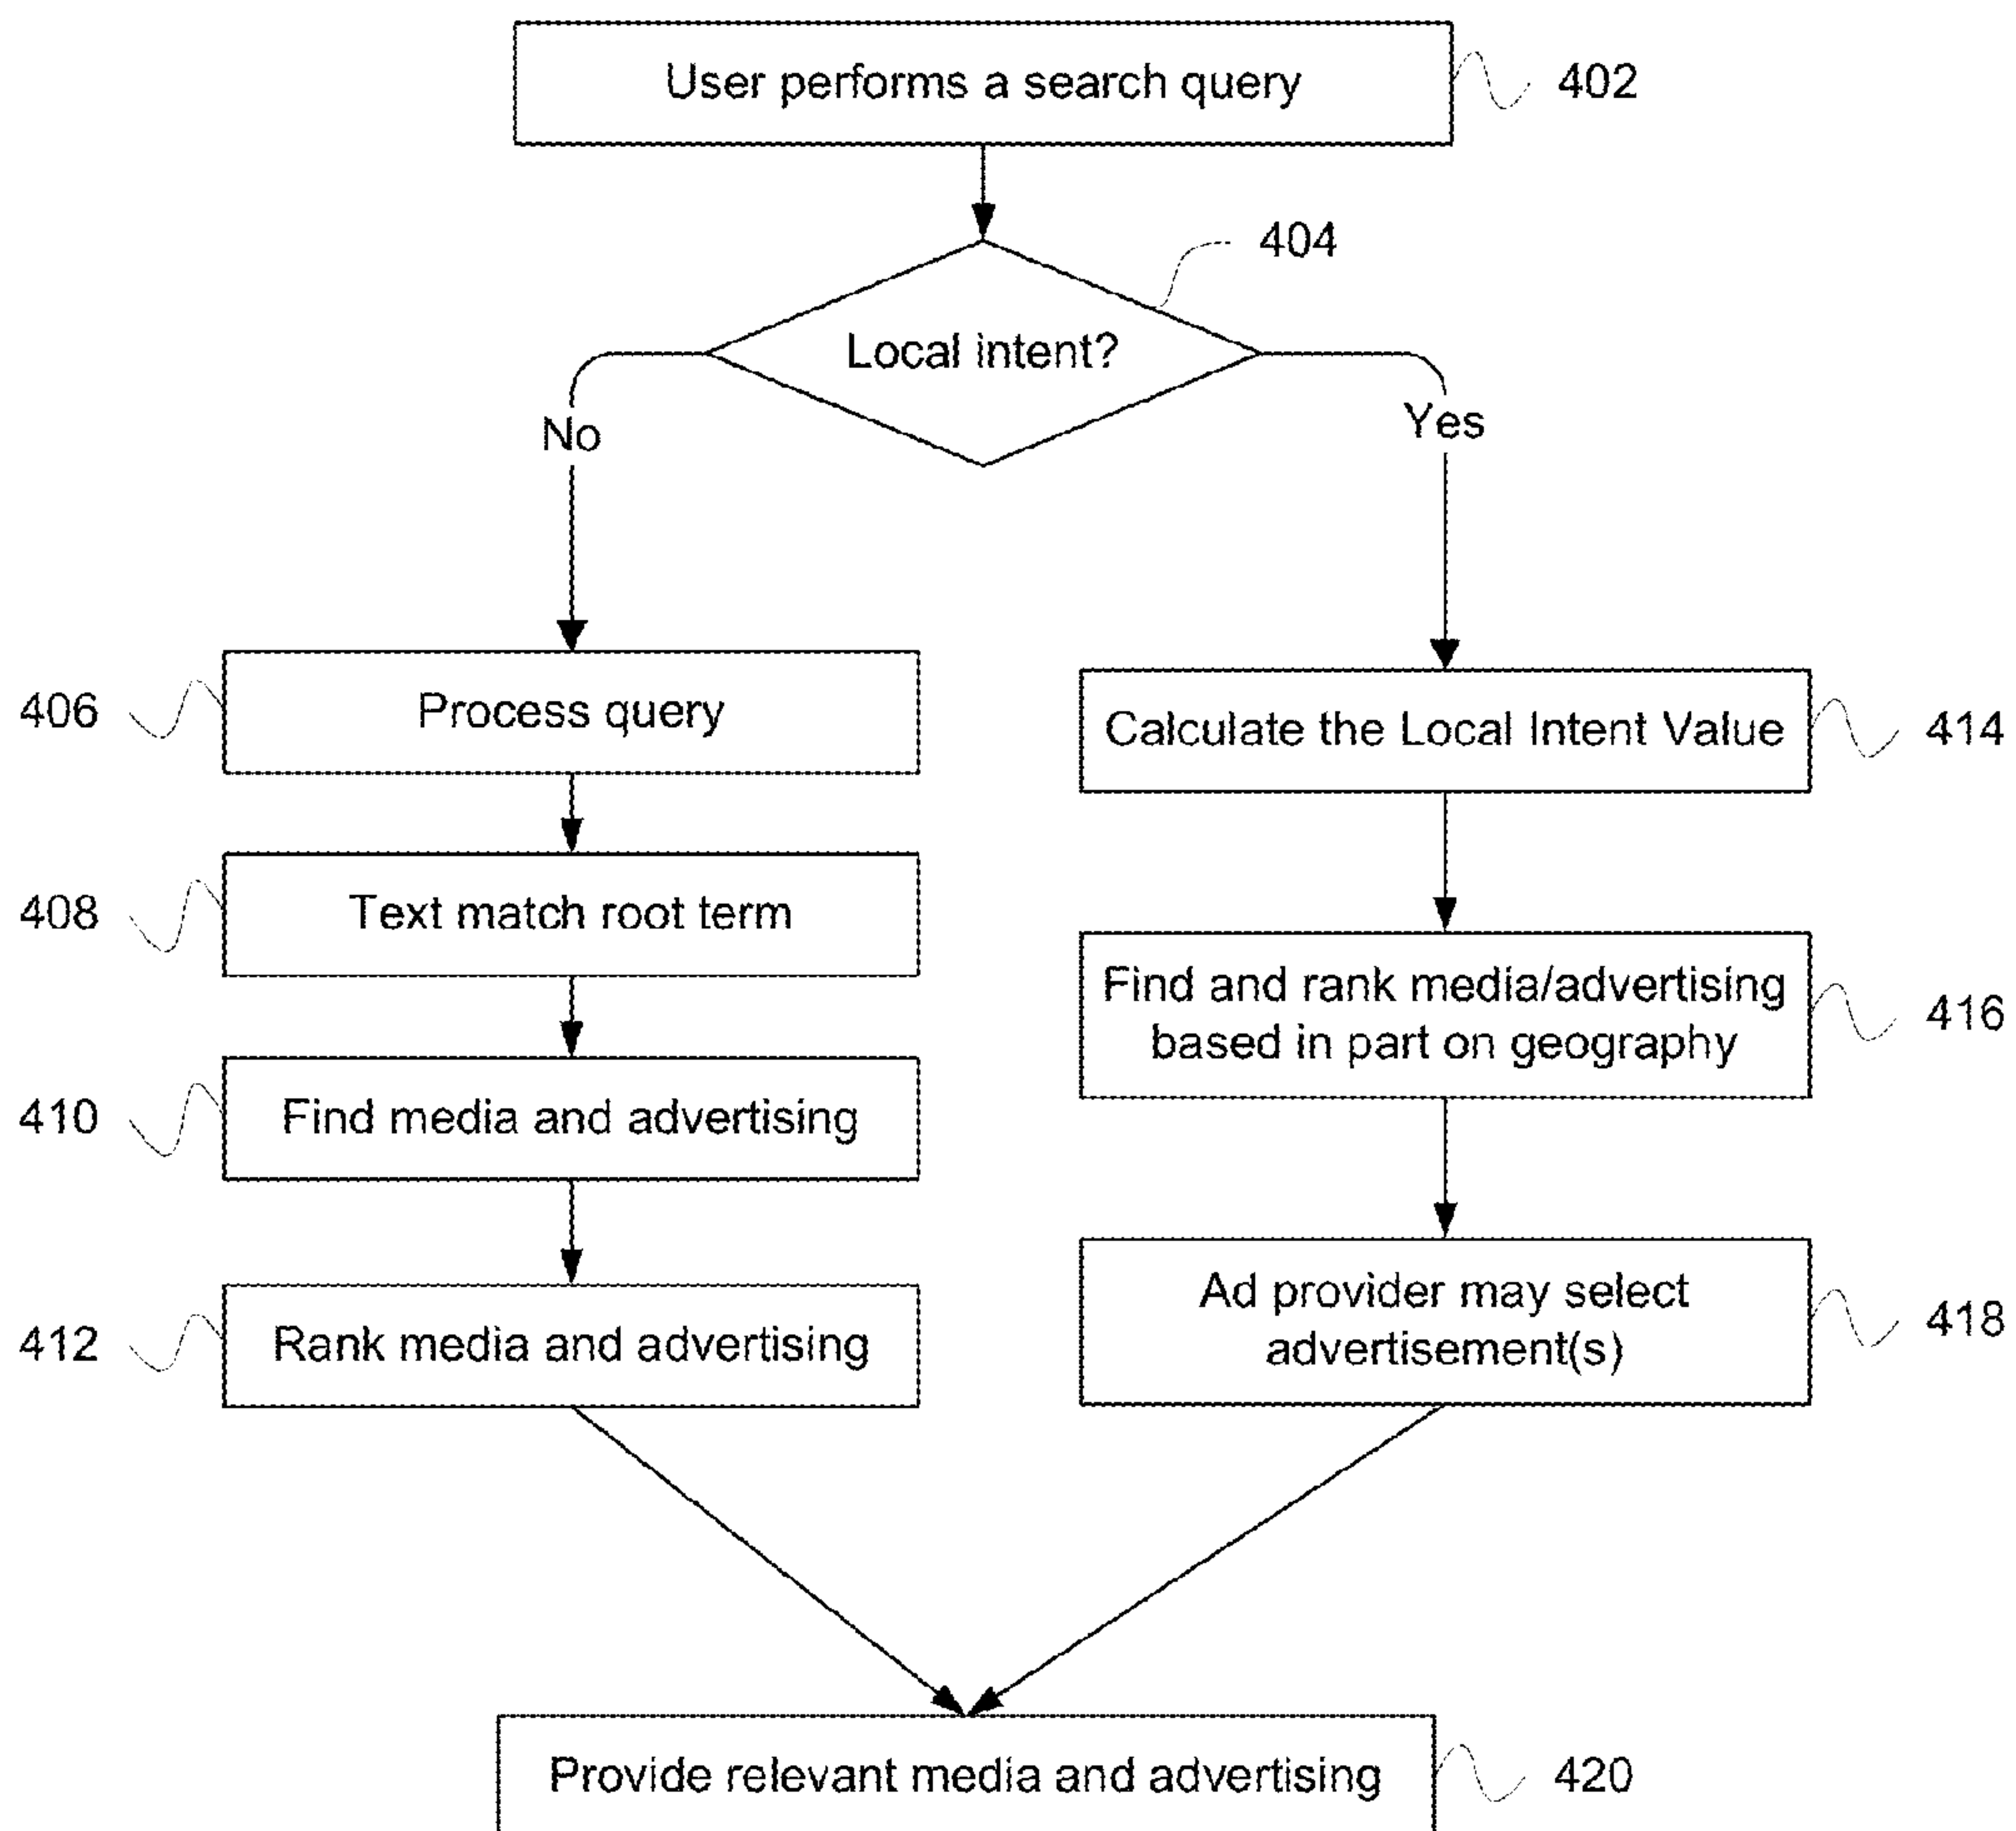 User performs a search query
402
404
Local intent?
No
Yes
406
Process query
Calculate the Local Intent Value
414
408
Text match root term
Find and rank media/advertising
based in part on geography
416
410
Find media and advertising
Ad provider may select
advertisement(s)
418
412
Rank media and advertising
Provide relevant media and advertising
420